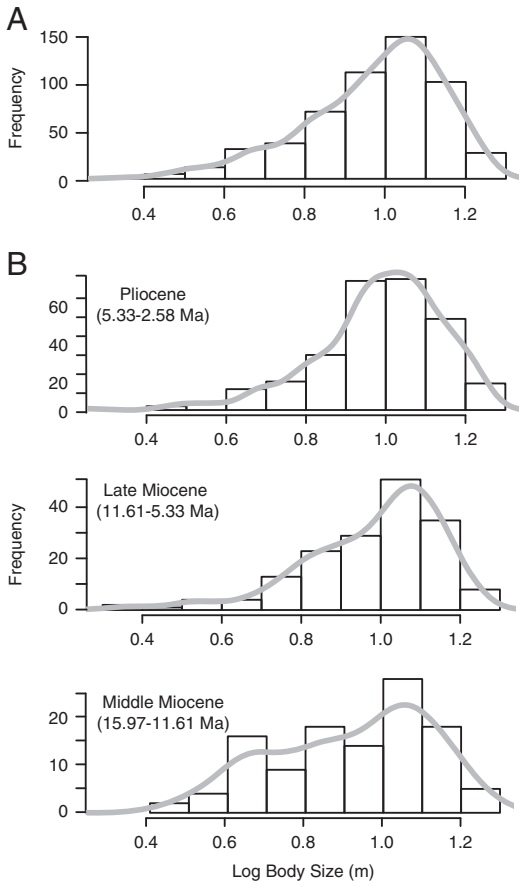 A
Frequency
150
100
50
0
0.4 0.6 0.8 1.0 1.2
B
Pliocene
(5.33-2.58 Ma)
60
40
20
0
0.4 0.6 0.8 1.0 1.2
Late Miocene
(11.61-5.33 Ma)
Frequency
40
20
0
0.4 0.6 0.8 1.0 1.2
Middle Miocene
(15.97-11.61 Ma)
20
10
0
0.4 0.6 0.8 1.0 1.2
Log Body Size (m)